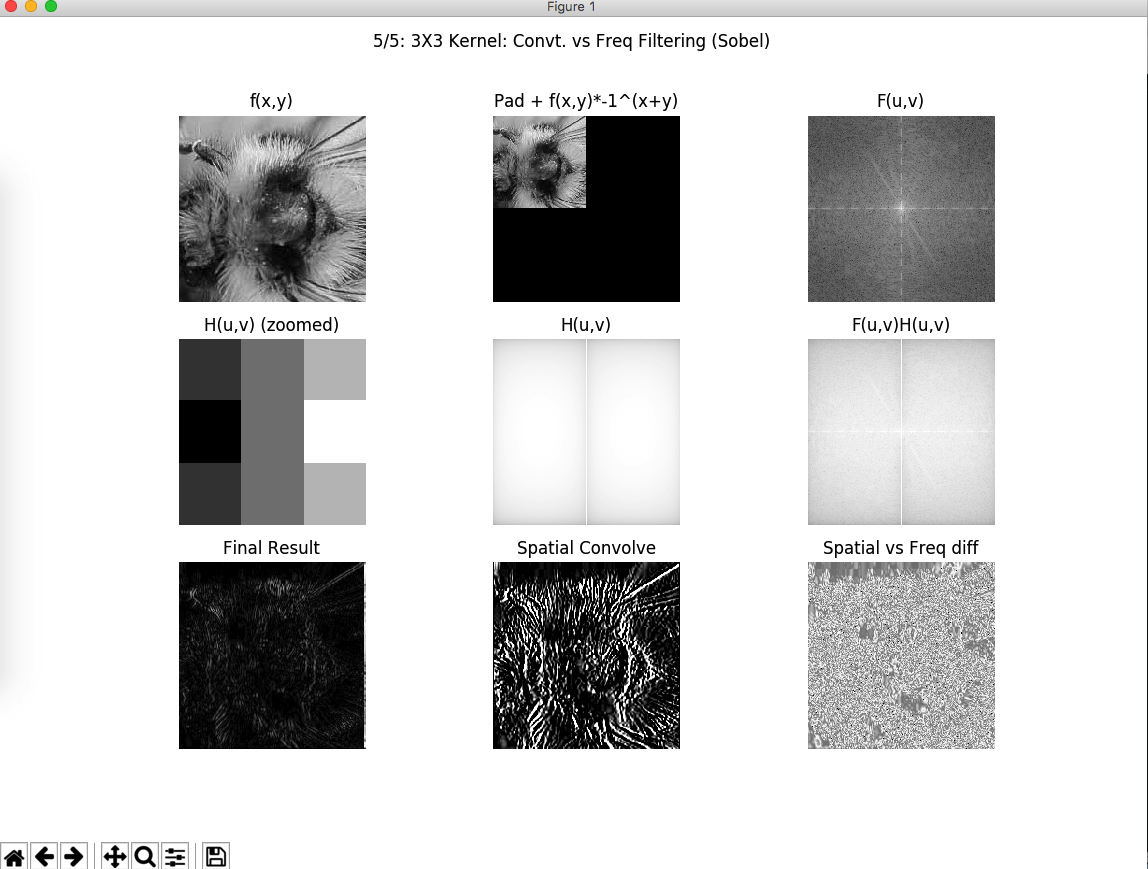 Figure 1
5/5: 3X3 Kernel: Convt. vs Freq Filtering (Sobel)
f(x,y)
Pad + f(x,y)*-1^(x+y)
F(u,v)
H(u,v) (zoomed)
H(u,v)
F(u,v)H(u,v)
Final Result
Spatial Convolve
Spatial vs Freq diff